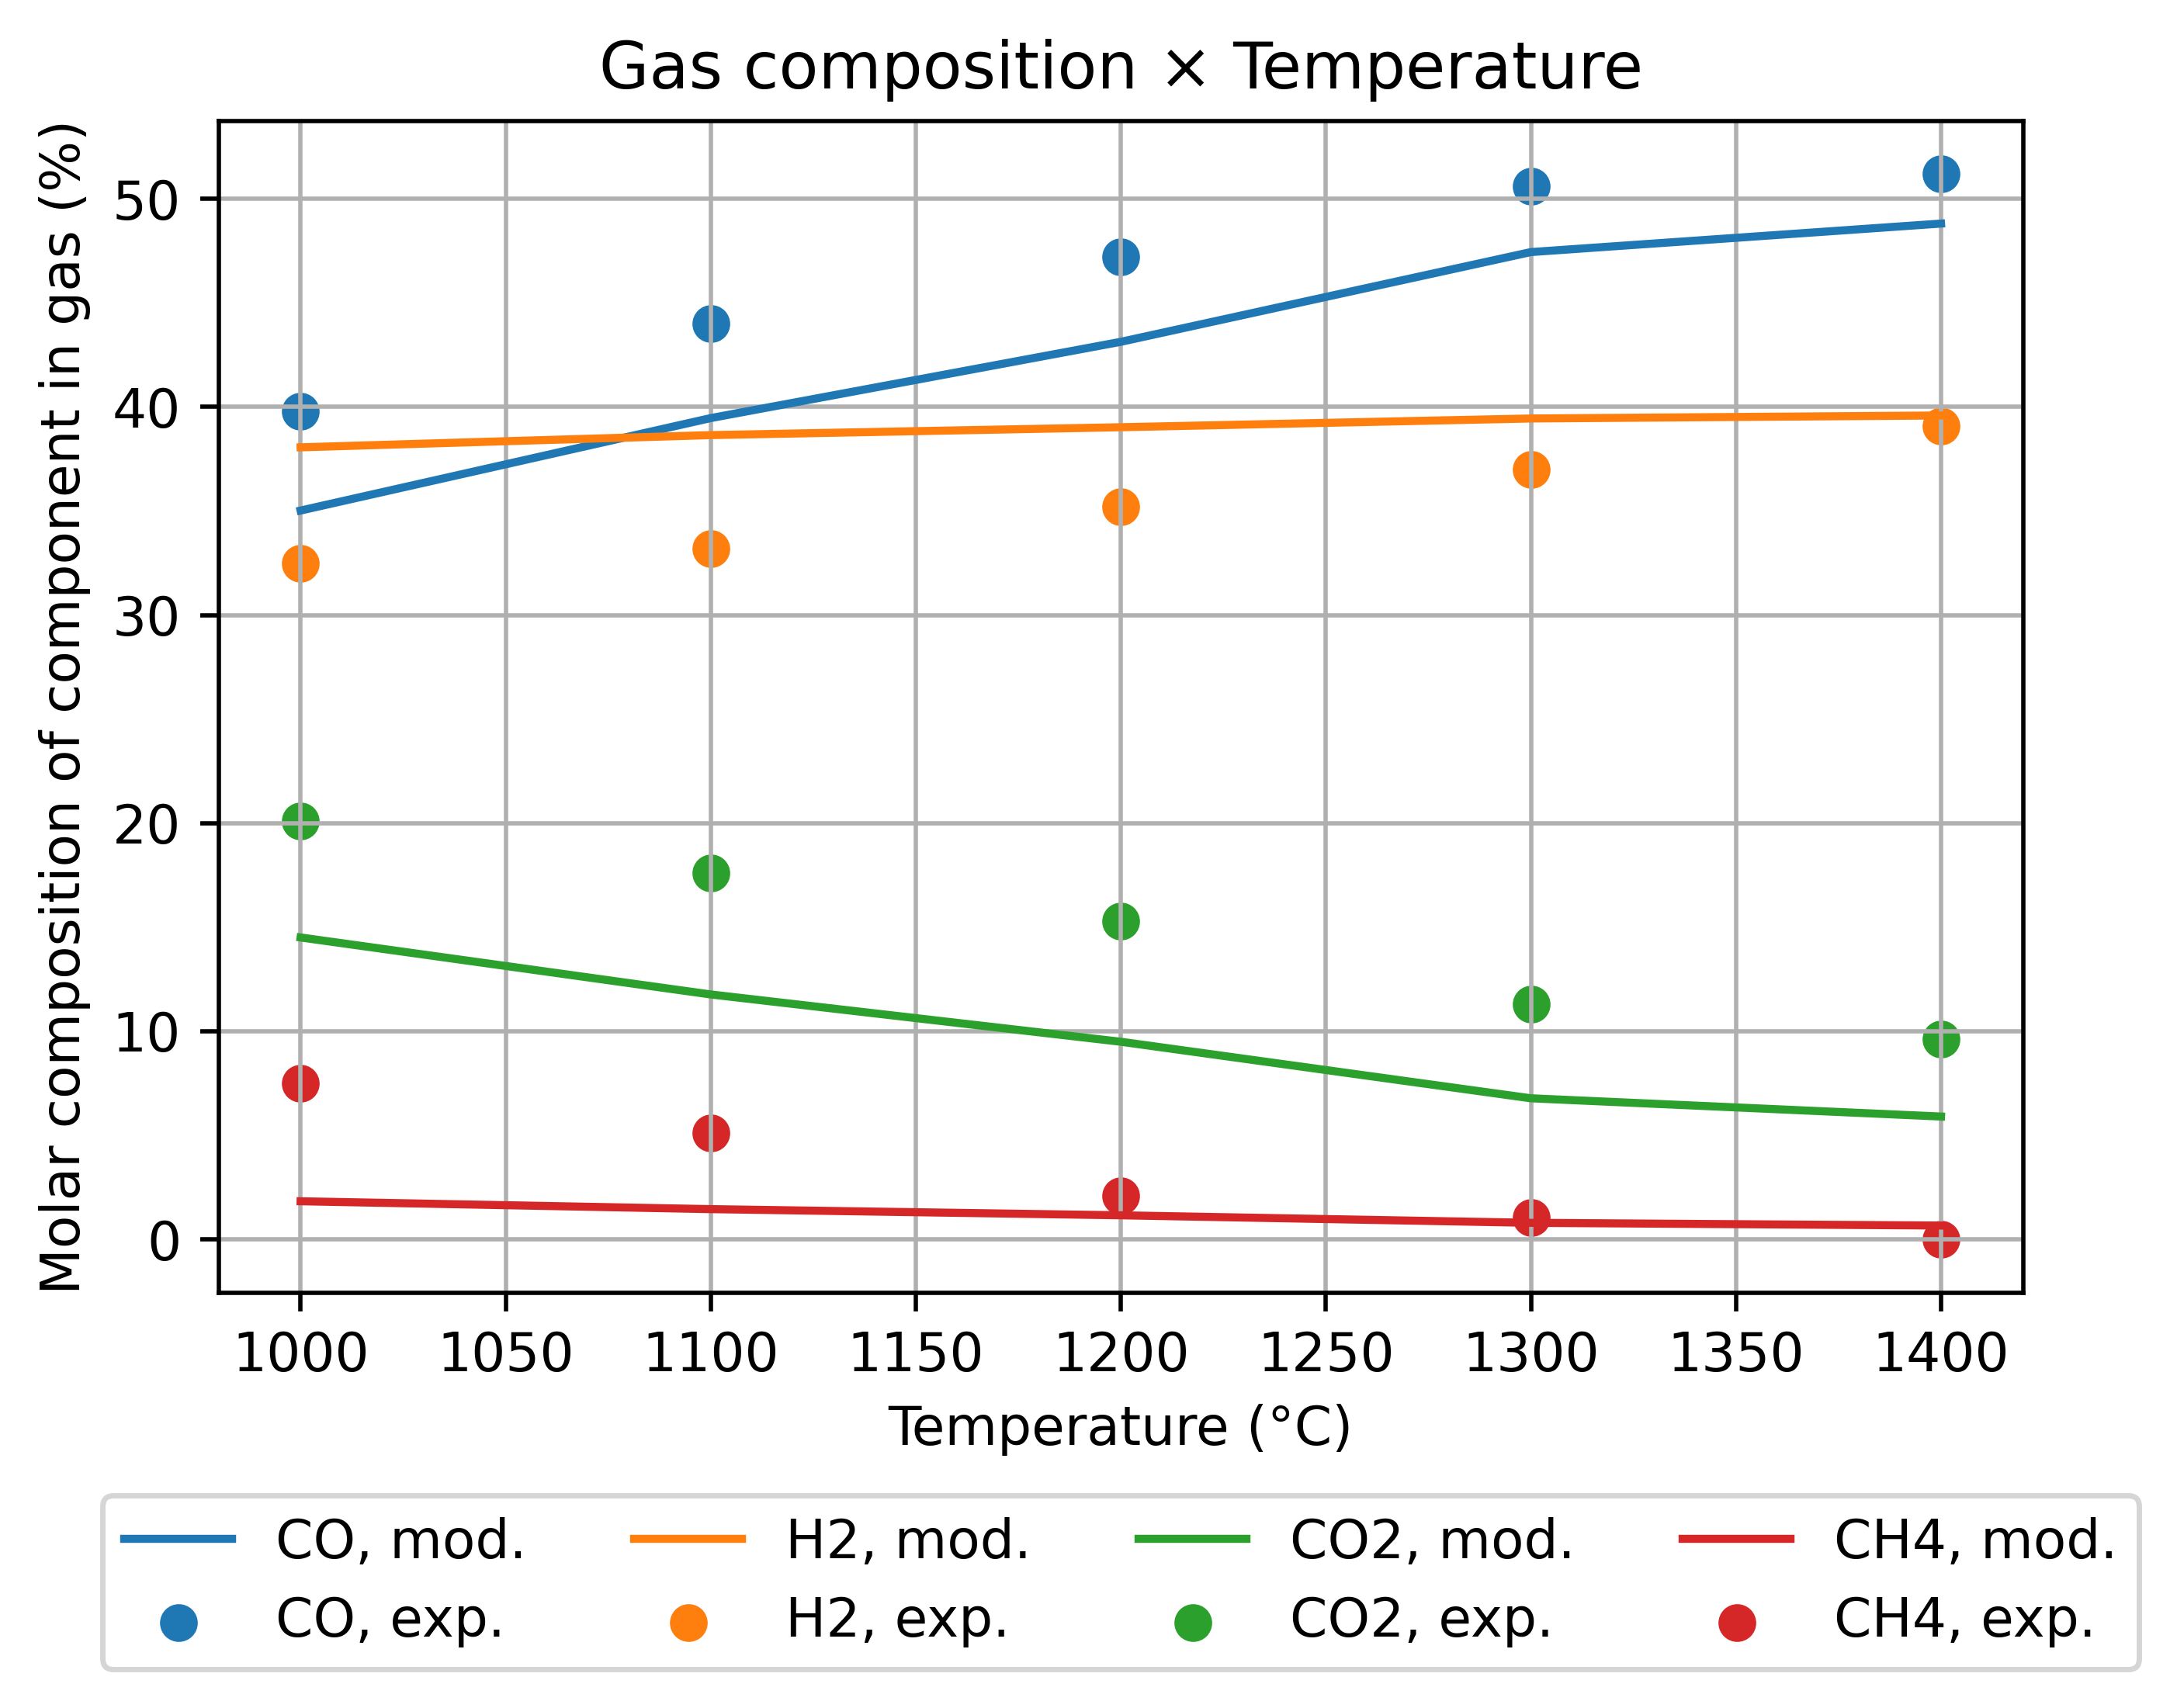 Gas composition × Temperature
Molar composition of component in gas (%)
50
40
30
20
10
0
1000 1050 1100 1150 1200 1250 1300 1350 1400
Temperature (°C)
CO, mod. H2, mod. CO2, mod. CH4, mod.
CO, exp. H2, exp. CO2, exp. CH4, exp.